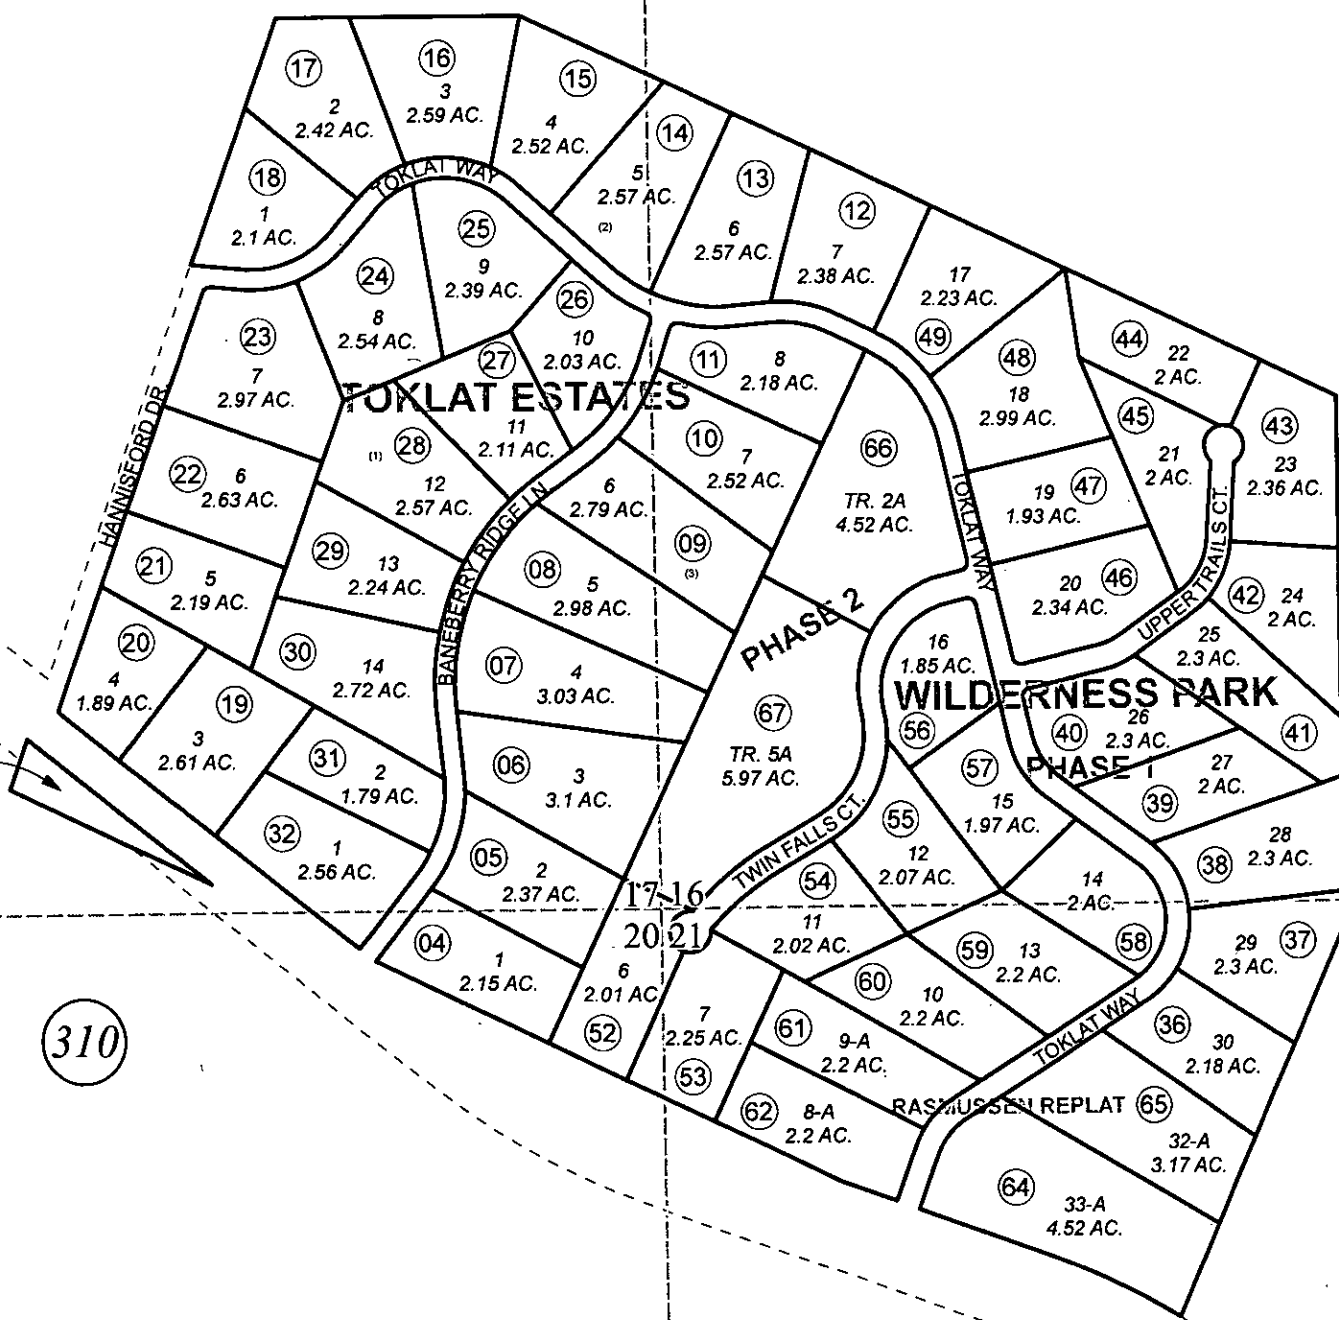 17
2
2.42 AC.
16
3
2.59 AC.
15
4
2.52 AC.
14
5
2.57 AC.
(2)
13
6
2.57 AC.
12
7
2.38 AC.
17
2.23 AC.
49
18
1
2.1 AC.
TOKLAT WAY
25
9
2.39 AC.
24
8
2.54 AC.
26
10
2.03 AC.
23
7
2.97 AC.
27
11
2.11 AC.
TOKLAT ESTATES
11
8
2.18 AC.
48
18
2.99 AC.
44
22
2 AC.
45
21
2 AC.
43
23
2.36 AC.
HANNISFORD DR.
22
6
2.63 AC.
(1)
28
12
2.57 AC.
10
7
2.52 AC.
66
TR. 2A
4.52 AC.
TOKLAT WAY
19
1.93 AC.
47
6
2.79 AC.
09
(3)
BANEBERRY RIDGE LN.
21
5
2.19 AC.
29
13
2.24 AC.
08
5
2.98 AC.
20
2.34 AC.
46
UPPER TRAILS CT.
42
24
2 AC.
PHASE 2
20
4
1.89 AC.
30
14
2.72 AC.
07
4
3.03 AC.
16
1.85 AC.
56
25
2.3 AC.
41
WILDERNESS PARK
PHASE 1
19
3
2.61 AC.
67
TR. 5A
5.97 AC.
40
26
2.3 AC.
31
2
1.79 AC.
06
3
3.1 AC.
57
15
1.97 AC.
27
2 AC.
39
TWIN FALLS CT.
32
1
2.56 AC.
05
2
2.37 AC.
55
12
2.07 AC.
28
2.3 AC.
38
54
11
2.02 AC.
14
2 AC.
58
17 16
20 21
04
1
2.15 AC.
6
2.01 AC
52
59
13
2.2 AC.
29
2.3 AC.
37
60
10
2.2 AC.
7
2.25 AC.
53
61
9-A
2.2 AC.
TOKLAT WAY
36
30
2.18 AC.
310
62
8-A
2.2 AC.
RASMUSSEN REPLAT
65
32-A
3.17 AC.
64
33-A
4.52 AC.